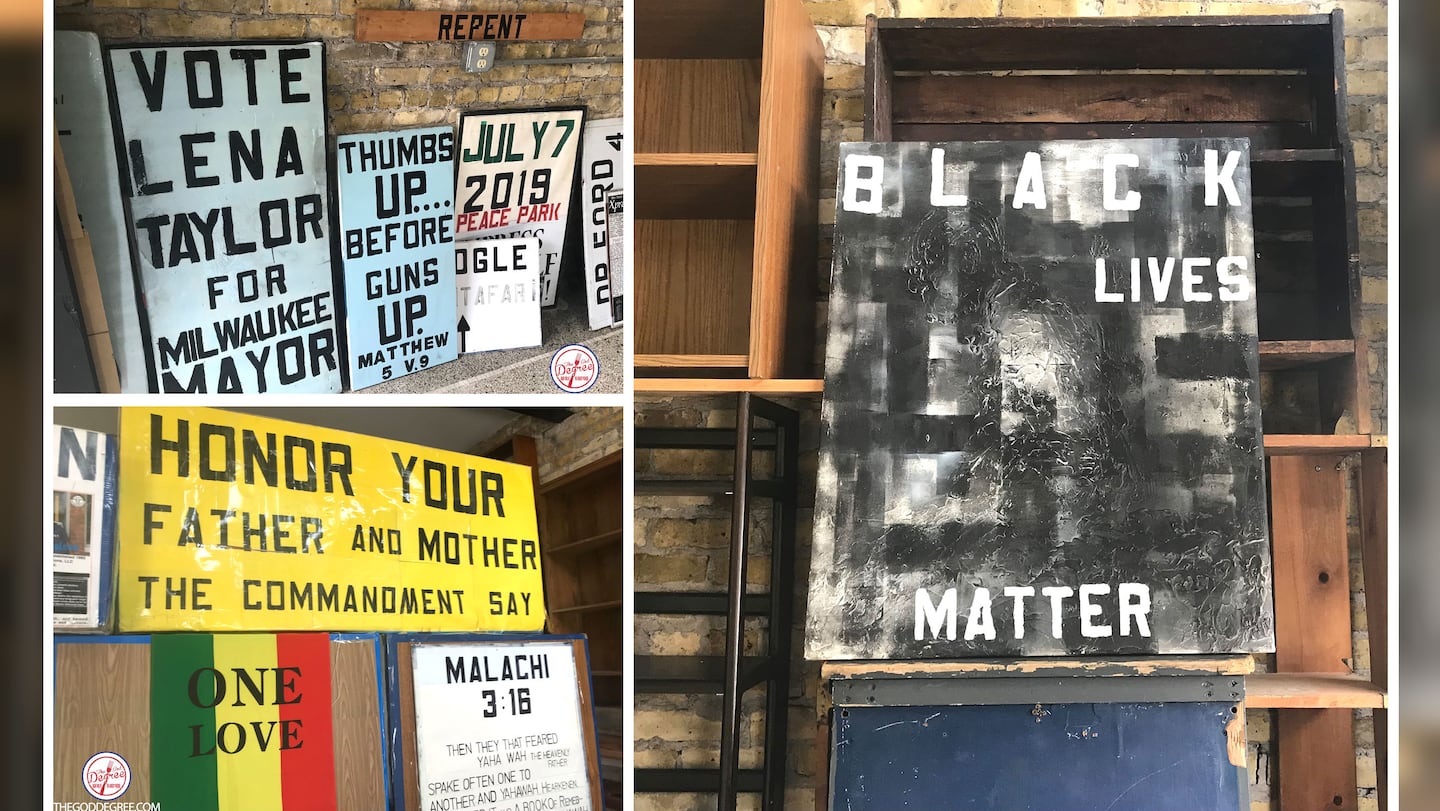 REPENT
VOTE
LENA
TAYLOR
FOR
MILWAUKEE
MAYOR
THUMBS
UP....
BEFORE
GUNS
UP.
MATTHEW
5 V.9
JULY 7
2019
PEACE PARK
OGLE
HONOR YOUR
FATHER AND MOTHER
THE COMMANDMENT SAY
ONE
LOVE
MALACHI
3:16
THEN THEY THAT FEARED
YAHA WAH THE HEAVENLY
FATHER
SPAKE OFTEN ONE TO
ANOTHER AND YAHAWAH HEARKENED
A BOOK OF
THEGODDEGREE.COM
BLACK
LIVES
MATTER